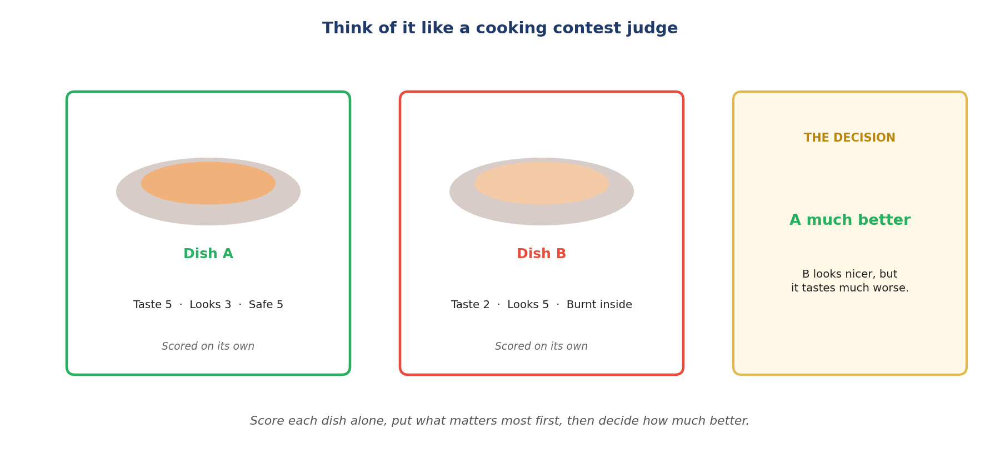 Think of it like a cooking contest judge
Dish A
Taste 5 · Looks 3 · Safe 5
Scored on its own
Dish B
Taste 2 · Looks 5 · Burnt inside
Scored on its own
THE DECISION
A much better
B looks nicer, but
it tastes much worse.
Score each dish alone, put what matters most first, then decide how much better.